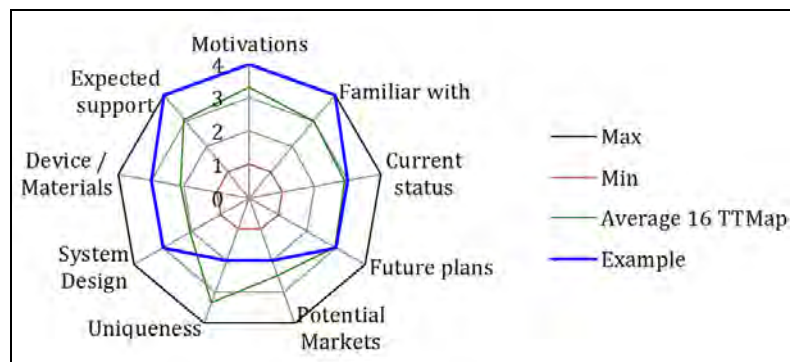 Motivations
4
3
2
1
0
Expected
support
Familiar with
Device /
Materials
Current
status
System
Design
Future plans
Uniqueness
Potential
Markets
Max
Min
Average 16 TTMap
Example